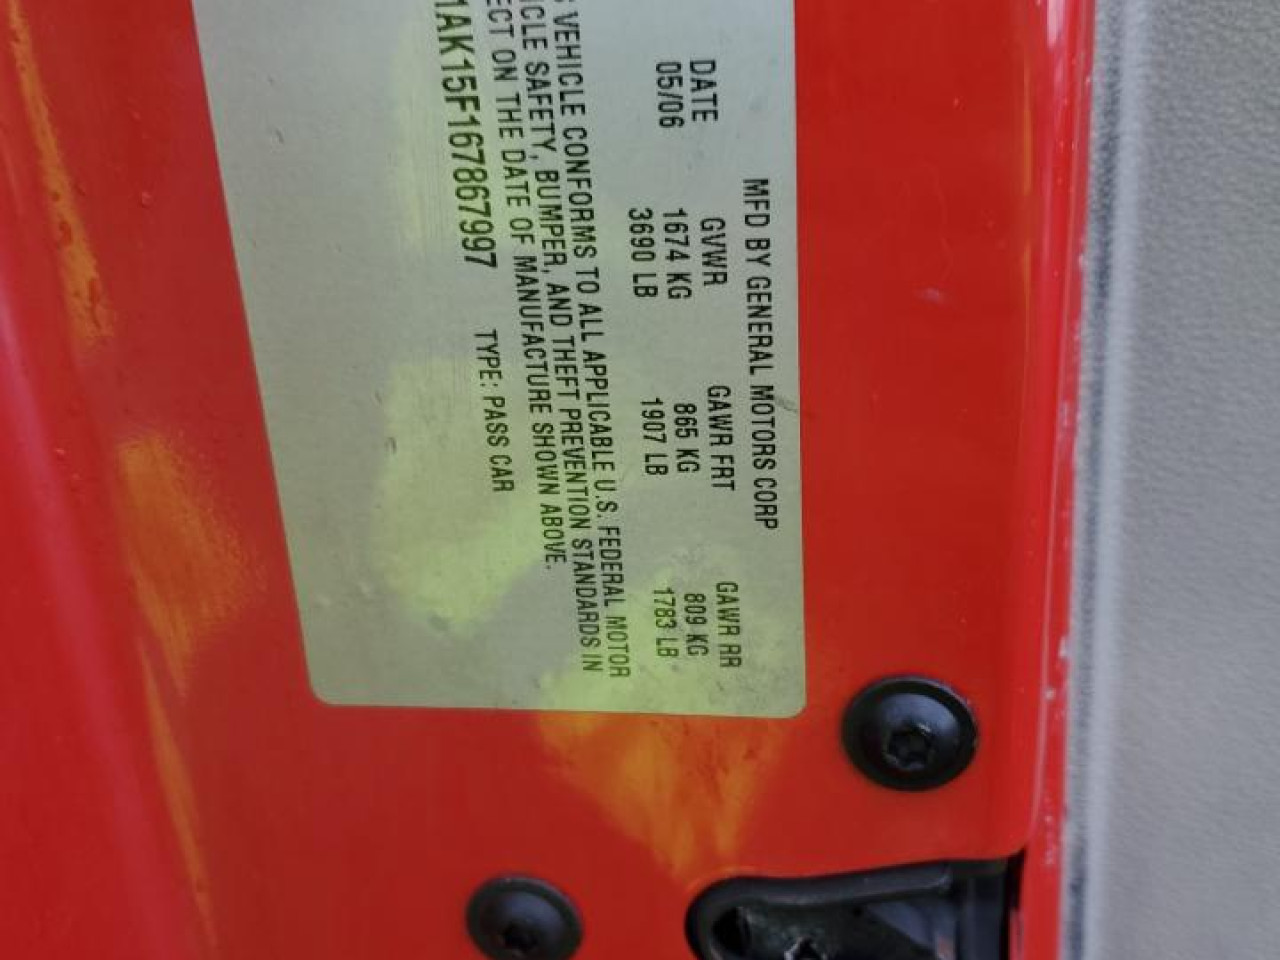 MFD BY GENERAL MOTORS CORP
DATE GVWR GAWR FRT GAWR RR
05/06 1674 KG 865 KG 809 KG
3690 LB 1907 LB 1783 LB
VEHICLE CONFORMS TO ALL APPLICABLE U.S. FEDERAL MOTOR
ICLE SAFETY, BUMPER, AND THEFT PREVENTION STANDARDS IN
ECT ON THE DATE OF MANUFACTURE SHOWN ABOVE.
1AK15F167867997 TYPE: PASS CAR